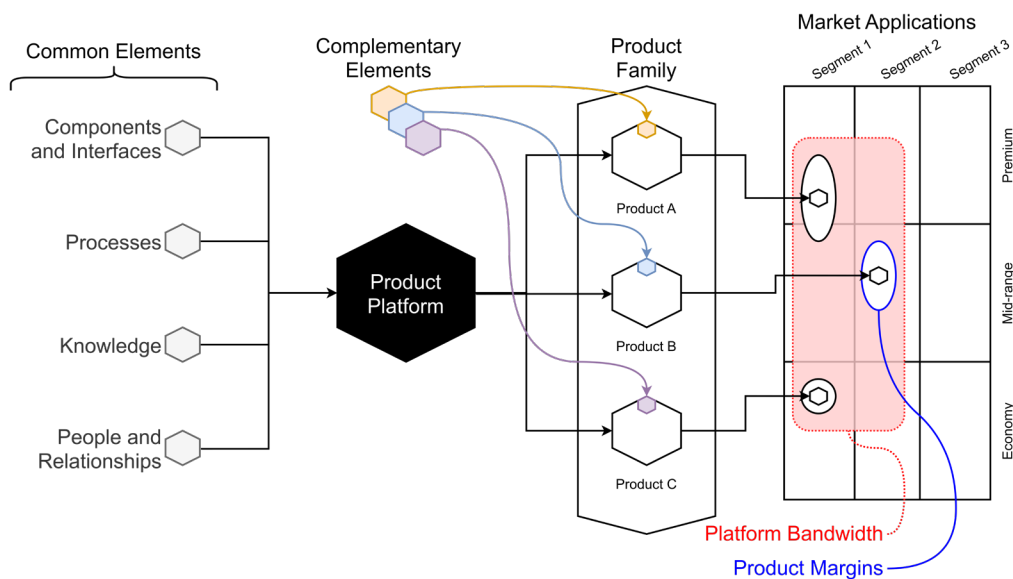 Market Applications
Common Elements
Complementary
Elements
Product
Family
Segment 1
Segment 2
Segment 3
Components
and Interfaces
Processes
Knowledge
People and
Relationships
Product
Platform
Product A
Product B
Product C
Premium
Mid-range
Economy
Platform Bandwidth
Product Margins